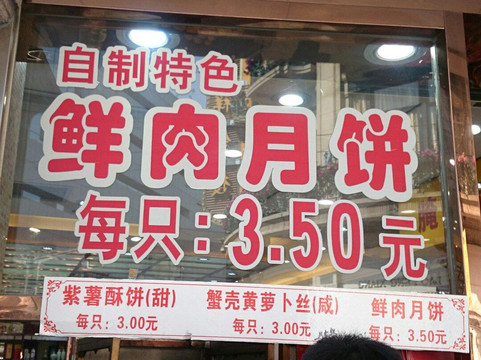 自制特色
鲜肉月饼
每只:3.50元
紫薯酥饼(甜) 蟹壳黄萝卜丝(咸) 鲜肉月饼
每只:3.00元 每只:3.00元 每只:3.50元